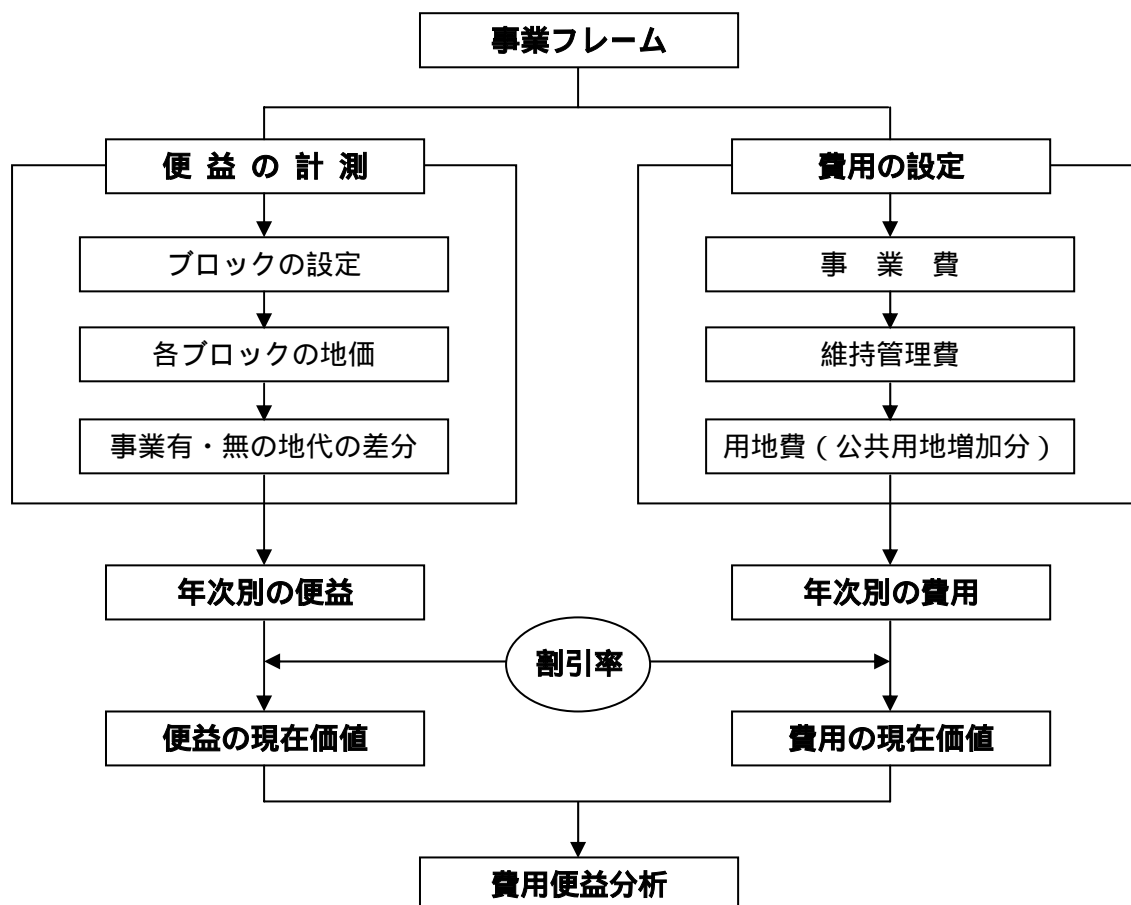 事業フレーム
便 益 の 計 測
費用の設定
ブロックの設定
事　業　費
各ブロックの地価
維持管理費
事業有・無の地代の差分
用地費（公共用地増加分）
年次別の便益
年次別の費用
割引率
便益の現在価値
費用の現在価値
費用便益分析